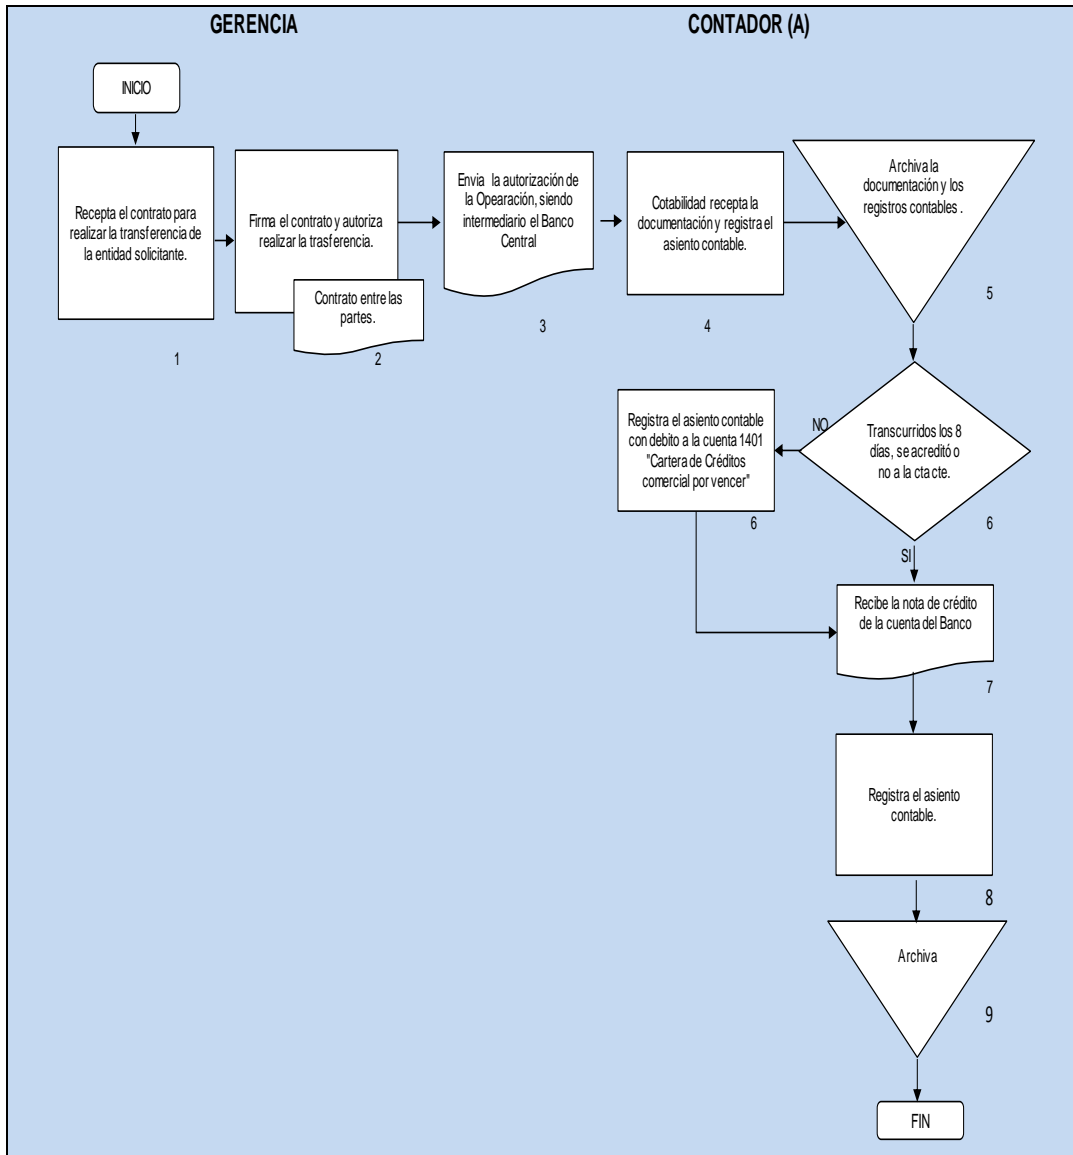 GERENCIA
CONTADOR (A)
INICIO
Recepta el contrato para
realizar la transferencia de
la entidad solicitante.
1
Firma el contrato y autoriza
realizar la trasferencia.
Contrato entre las
partes.
2
Envia la autorización de
la Opearación, siendo
intermediario el Banco
Central
3
Cotabilidad recepta la
documentación y registra el
asiento contable.
4
Archiva la
documentación y los
registros contables .
5
Transcurridos los 8
días, se acreditó o
no a la cta cte.
6
NO
Registra el asiento contable
con debito a la cuenta 1401
"Cartera de Créditos
comercial por vencer"
6
SI
Recibe la nota de crédito
de la cuenta del Banco
7
Registra el asiento
contable.
8
Archiva
9
FIN